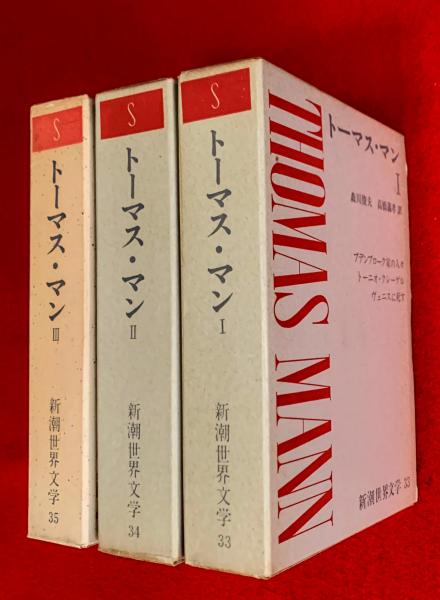 S
トーマス・マン III
新潮世界文学
35
S
トーマス・マン II
新潮世界文学
34
S
トーマス・マン I
新潮世界文学
33
THOMAS MANN
トーマス・マン
I
森川俊夫 高橋義孝 訳
ブデンブローク家の人々
トーニオ・クレーゲル
ヴェニスに死す
新潮世界文学 33